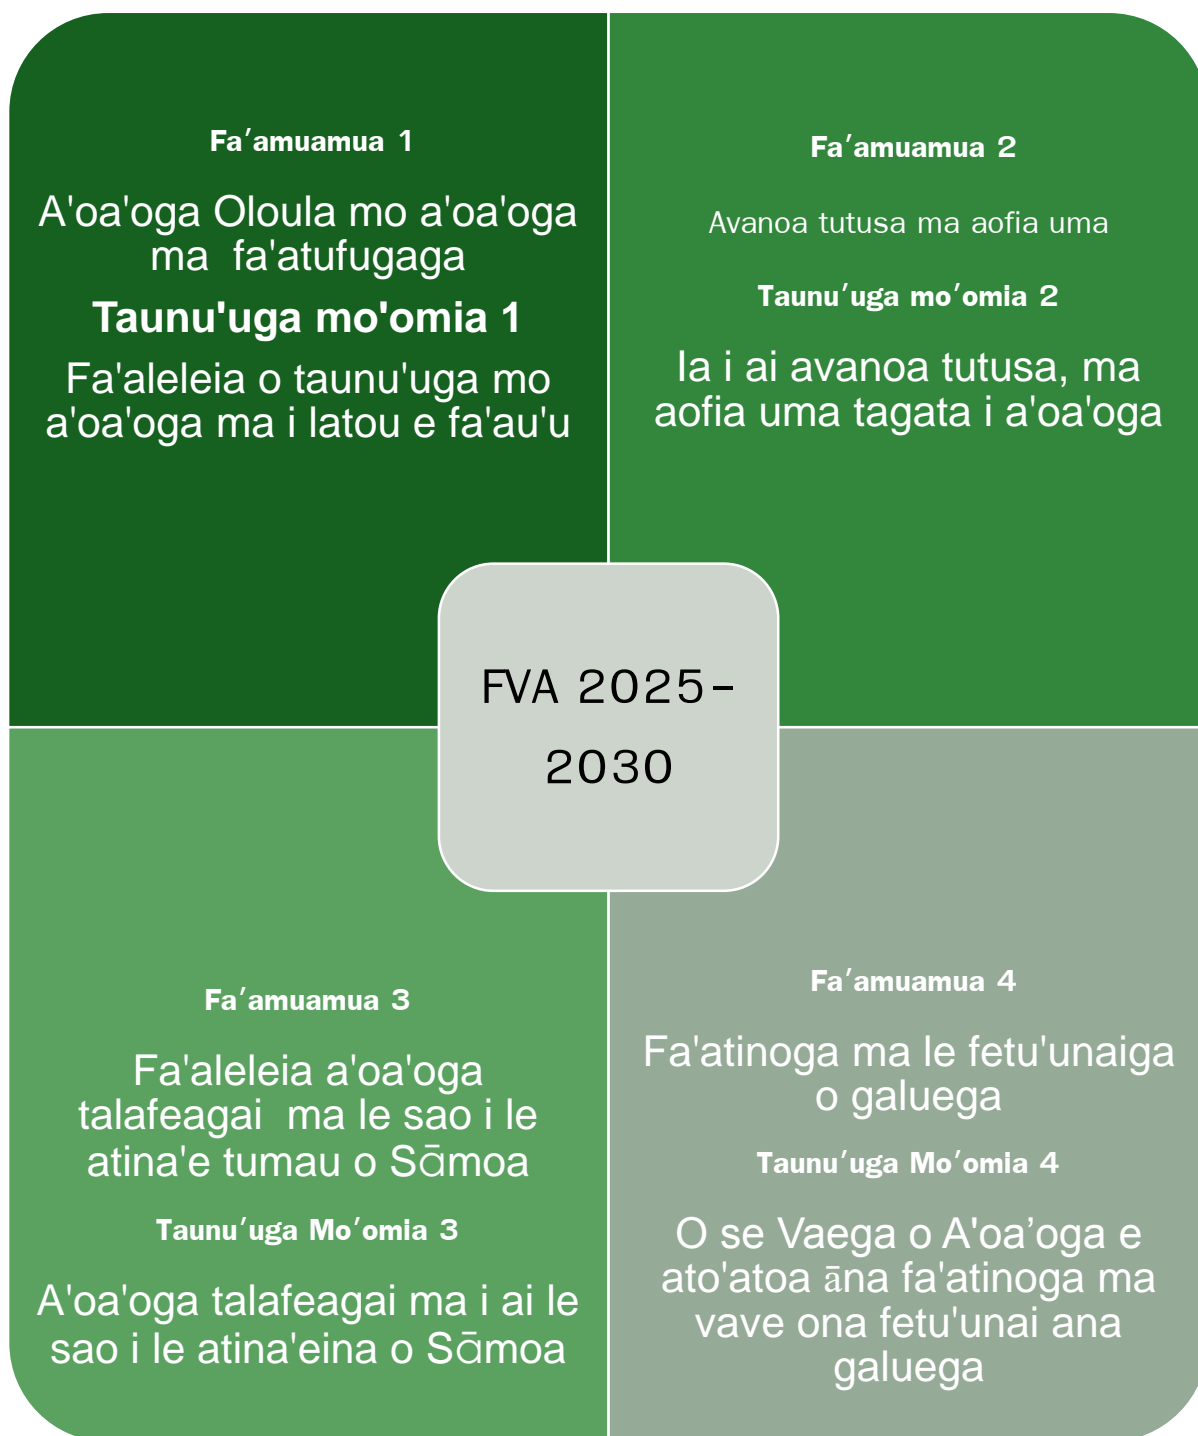 Fa'amuamua 1
A'oa'oga Oloula mo a'oa'oga
ma fa'atufugaga
Taunu'uga mo'omia 1
Fa'aleleia o taunu'uga mo
a'oa'oga ma i latou e fa'au'u
Fa'amuamua 2
Avanoa tutusa ma aofia uma
Taunu'uga mo'omia 2
Ia i ai avanoa tutusa, ma
aofia uma tagata i a'oa'oga
FVA 2025-
2030
Fa'amuamua 3
Fa'aleleia a'oa'oga
talafeagai ma le sao i le
atina'e tumau o Sāmoa
Taunu'uga Mo'omia 3
A'oa'oga talafeagai ma i ai le
sao i le atina'eina o Sāmoa
Fa'amuamua 4
Fa'atinoga ma le fetu'unaiga
o galuega
Taunu'uga Mo'omia 4
O se Vaega o A'oa’oga e
ato'atoa āna fa'atinoga ma
vave ona fetu'unai ana
galuega